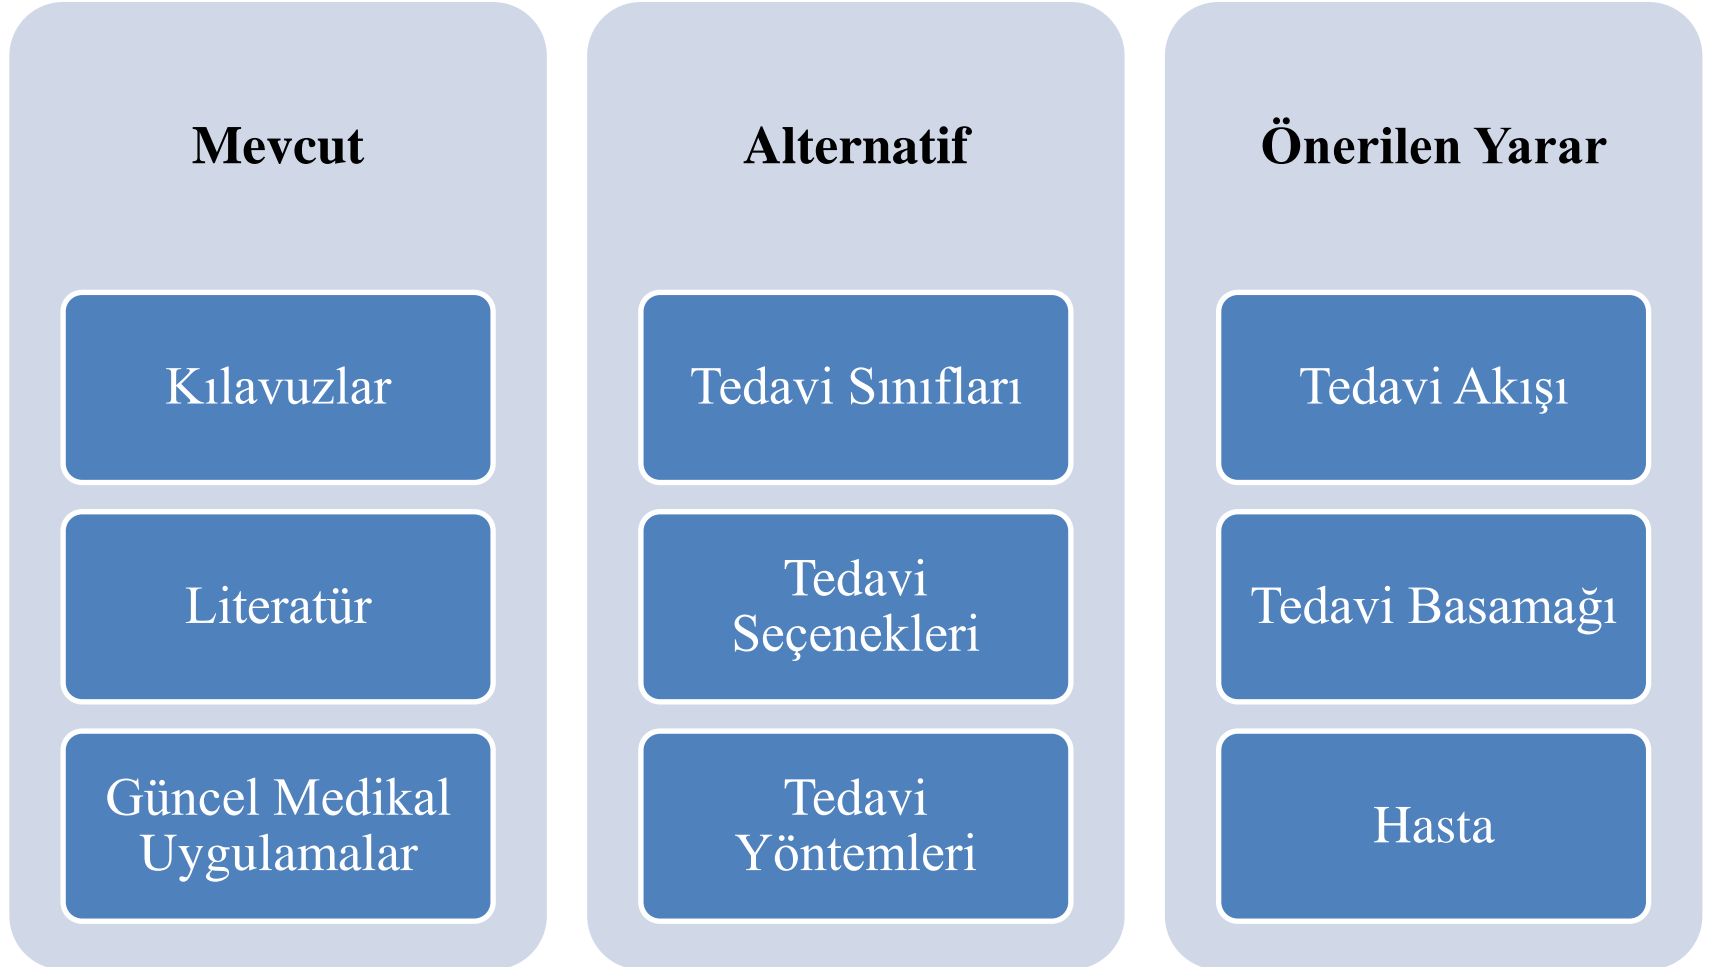 Mevcut
Kılavuzlar
Literatür
Güncel Medikal
Uygulamalar
Alternatif
Tedavi Sınıfları
Tedavi
Seçenekleri
Tedavi
Yöntemleri
Önerilen Yarar
Tedavi Akışı
Tedavi Basamağı
Hasta